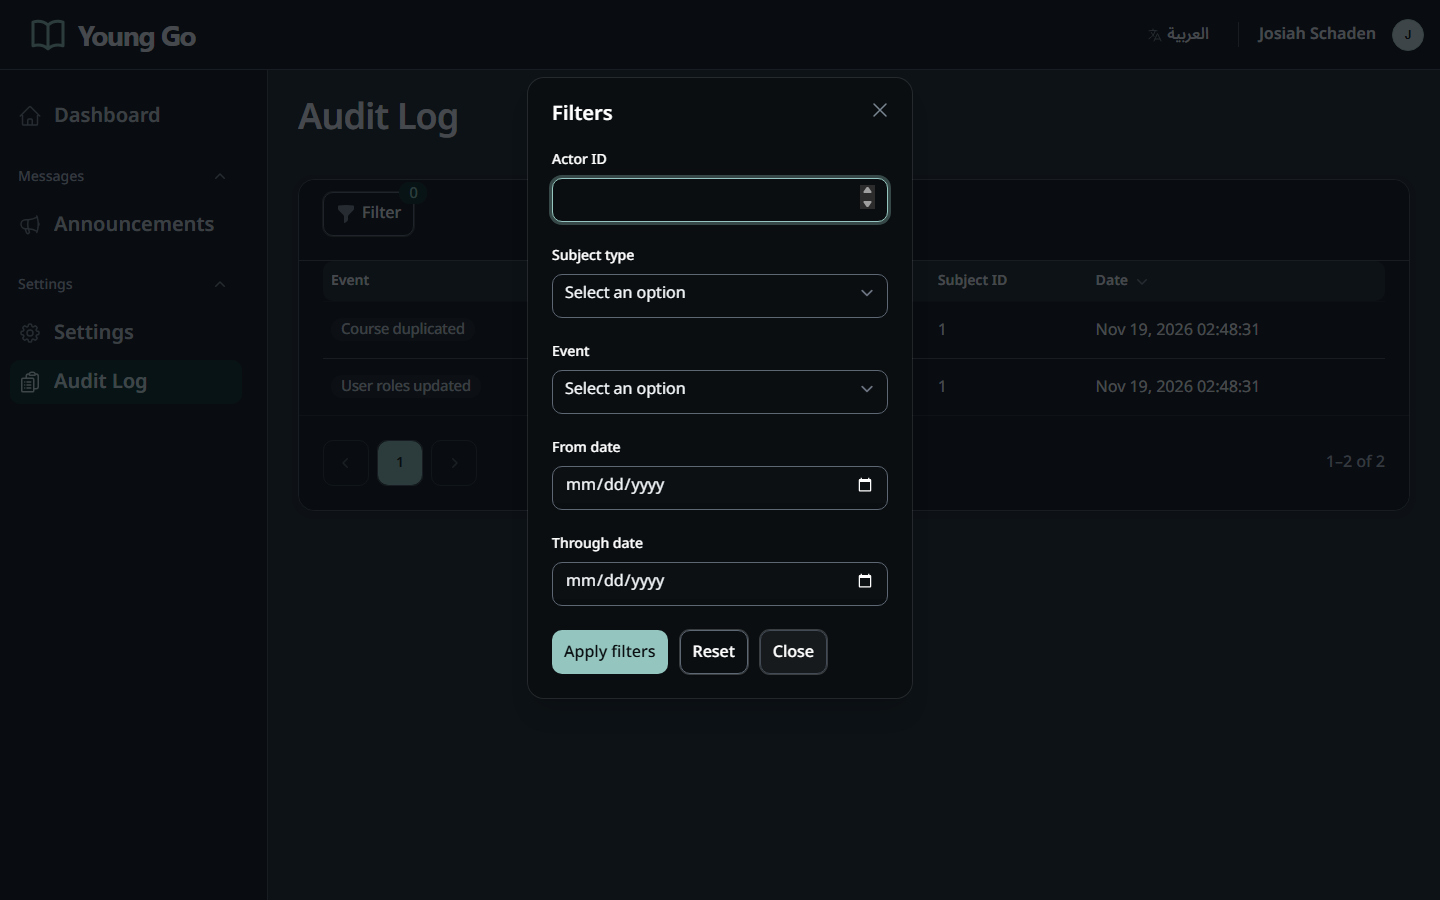 Young Go
العربية
Josiah Schaden
J
Dashboard
Messages
Announcements
Settings
Settings
Audit Log
Audit Log
Filter
0
Event
Subject ID
Date
Course duplicated
1
Nov 19, 2026 02:48:31
User roles updated
1
Nov 19, 2026 02:48:31
1
1–2 of 2
Filters
Actor ID
Subject type
Select an option
Event
Select an option
From date
mm/dd/yyyy
Through date
mm/dd/yyyy
Apply filters
Reset
Close